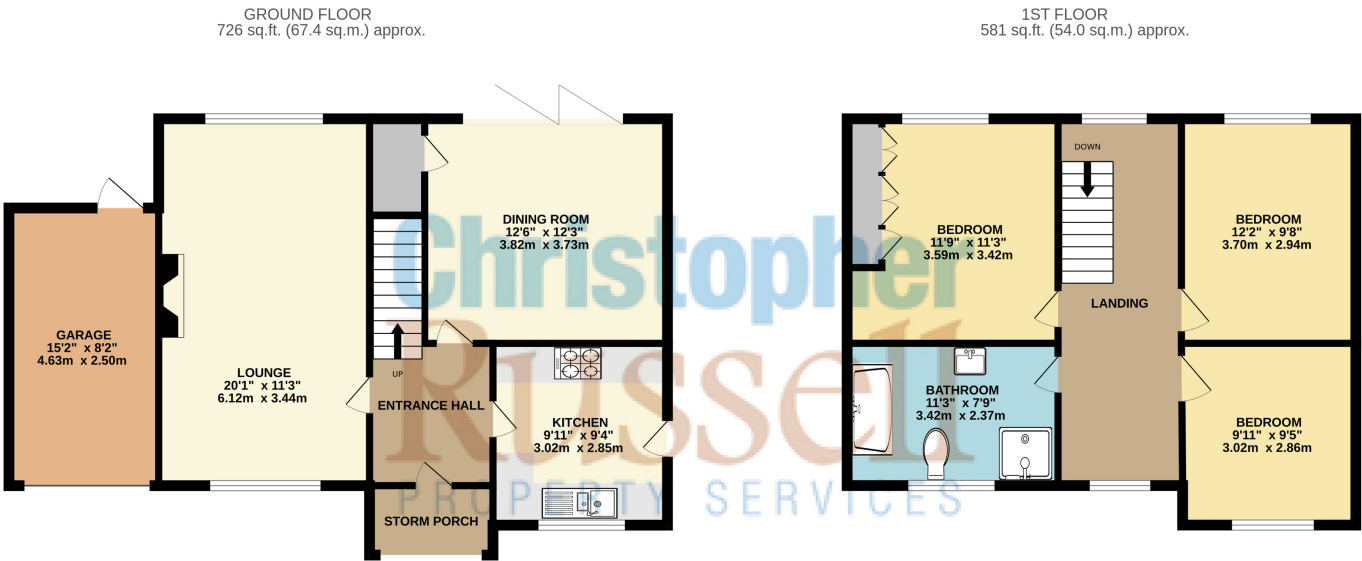 GROUND FLOOR
726 sq.ft. (67.4 sq.m.) approx.
1ST FLOOR
581 sq.ft. (54.0 sq.m.) approx.
DINING ROOM
12'6" x 12'3"
3.82m x 3.73m
GARAGE
15'2" x 8'2"
4.63m x 2.50m
LOUNGE
20'1" x 11'3"
6.12m x 3.44m
UP
ENTRANCE HALL
KITCHEN
9'11" x 9'4"
3.02m x 2.85m
STORM PORCH
DOWN
BEDROOM
11'9" x 11'3"
3.59m x 3.42m
BEDROOM
12'2" x 9'8"
3.70m x 2.94m
LANDING
BATHROOM
11'3" x 7'9"
3.42m x 2.37m
BEDROOM
9'11" x 9'5"
3.02m x 2.86m
Christopher
Russell
PROPERTY SERVICES